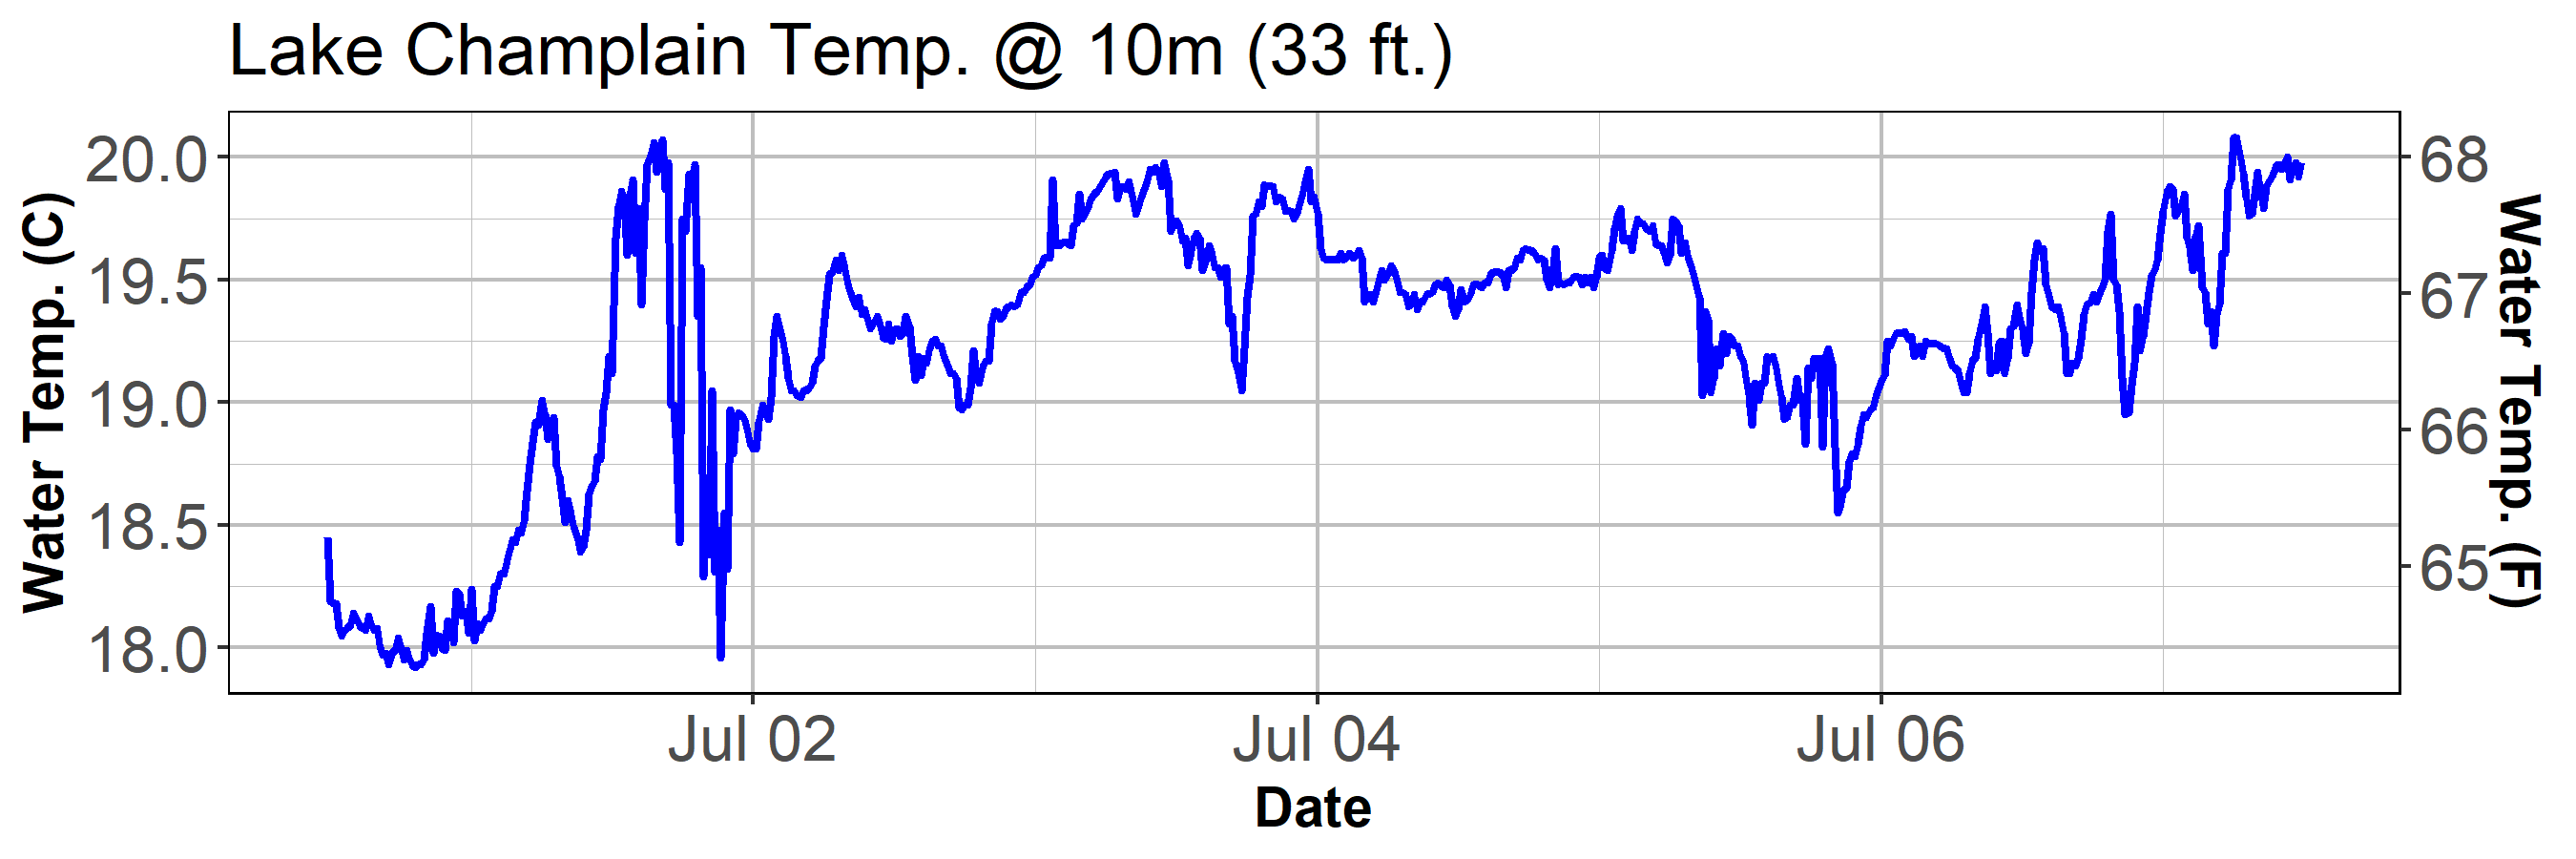 Lake Champlain Temp. @ 10m (33 ft.)
Water Temp. (C)
20.0
19.5
19.0
18.5
18.0
68
67
66
65
Water Temp. (F)
Jul 02 Jul 04 Jul 06
Date